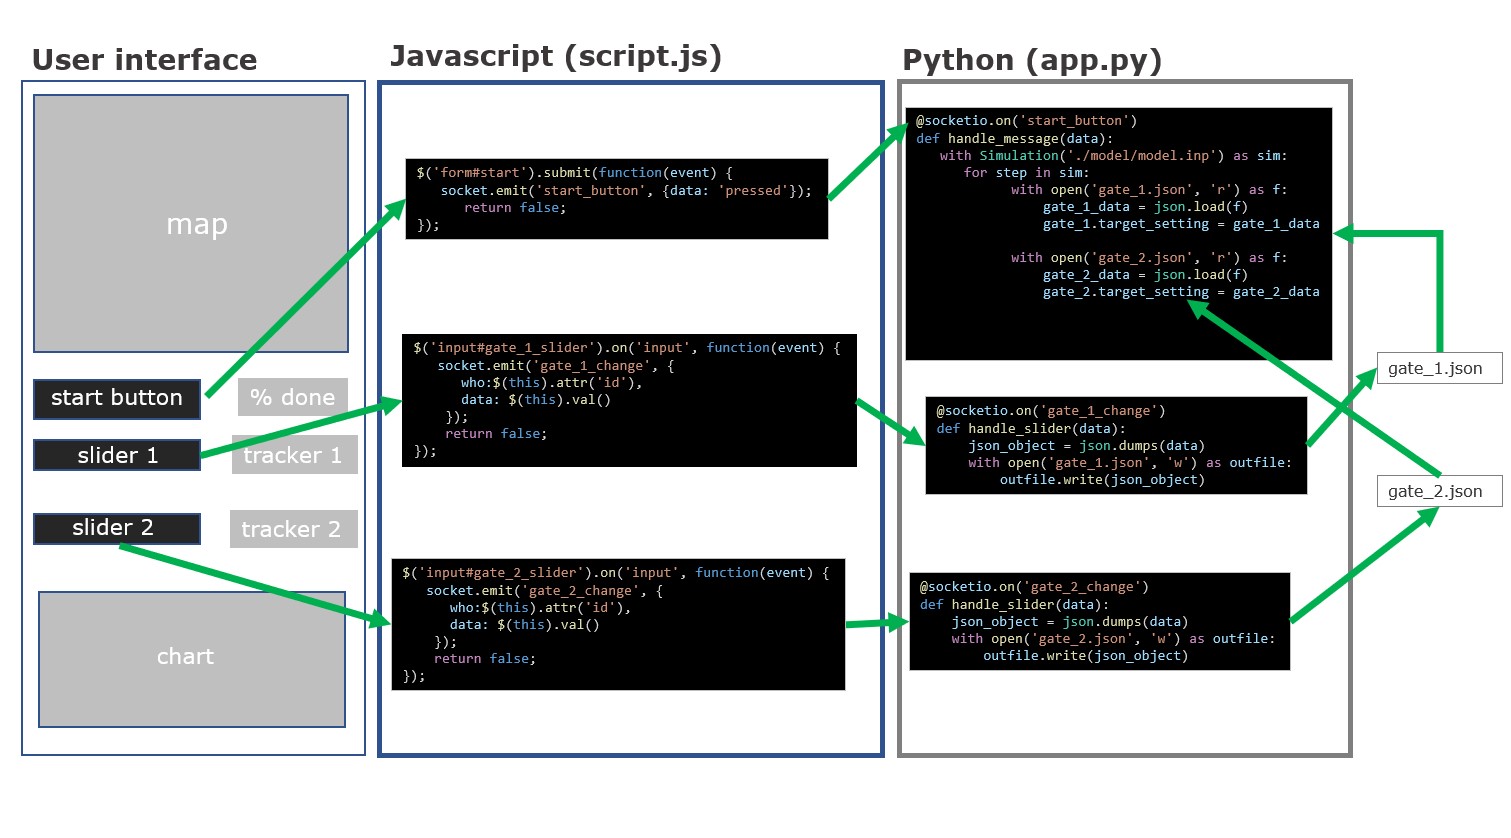 User interface
map
start button
% done
slider 1
tracker 1
slider 2
tracker 2
chart
Javascript (script.js)
$('form#start').submit(function(event) {
socket.emit('start_button', {data: 'pressed'});
return false;
});
$('input#gate_1_slider').on('input', function(event) {
socket.emit('gate_1_change', {
who:$(this).attr('id'),
data: $(this).val()
});
return false;
});
$('input#gate_2_slider').on('input', function(event) {
socket.emit('gate_2_change', {
who:$(this).attr('id'),
data: $(this).val()
});
return false;
});
Python (app.py)
@socketio.on('start_button')
def handle_message(data):
with Simulation('./model/model.inp') as sim:
for step in sim:
with open('gate_1.json', 'r') as f:
gate_1_data = json.load(f)
gate_1.target_setting = gate_1_data
with open('gate_2.json', 'r') as f:
gate_2_data = json.load(f)
gate_2.target_setting = gate_2_data
@socketio.on('gate_1_change')
def handle_slider(data):
json_object = json.dumps(data)
with open('gate_1.json', 'w') as outfile:
outfile.write(json_object)
@socketio.on('gate_2_change')
def handle_slider(data):
json_object = json.dumps(data)
with open('gate_2.json', 'w') as outfile:
outfile.write(json_object)
gate_1.json
gate_2.json